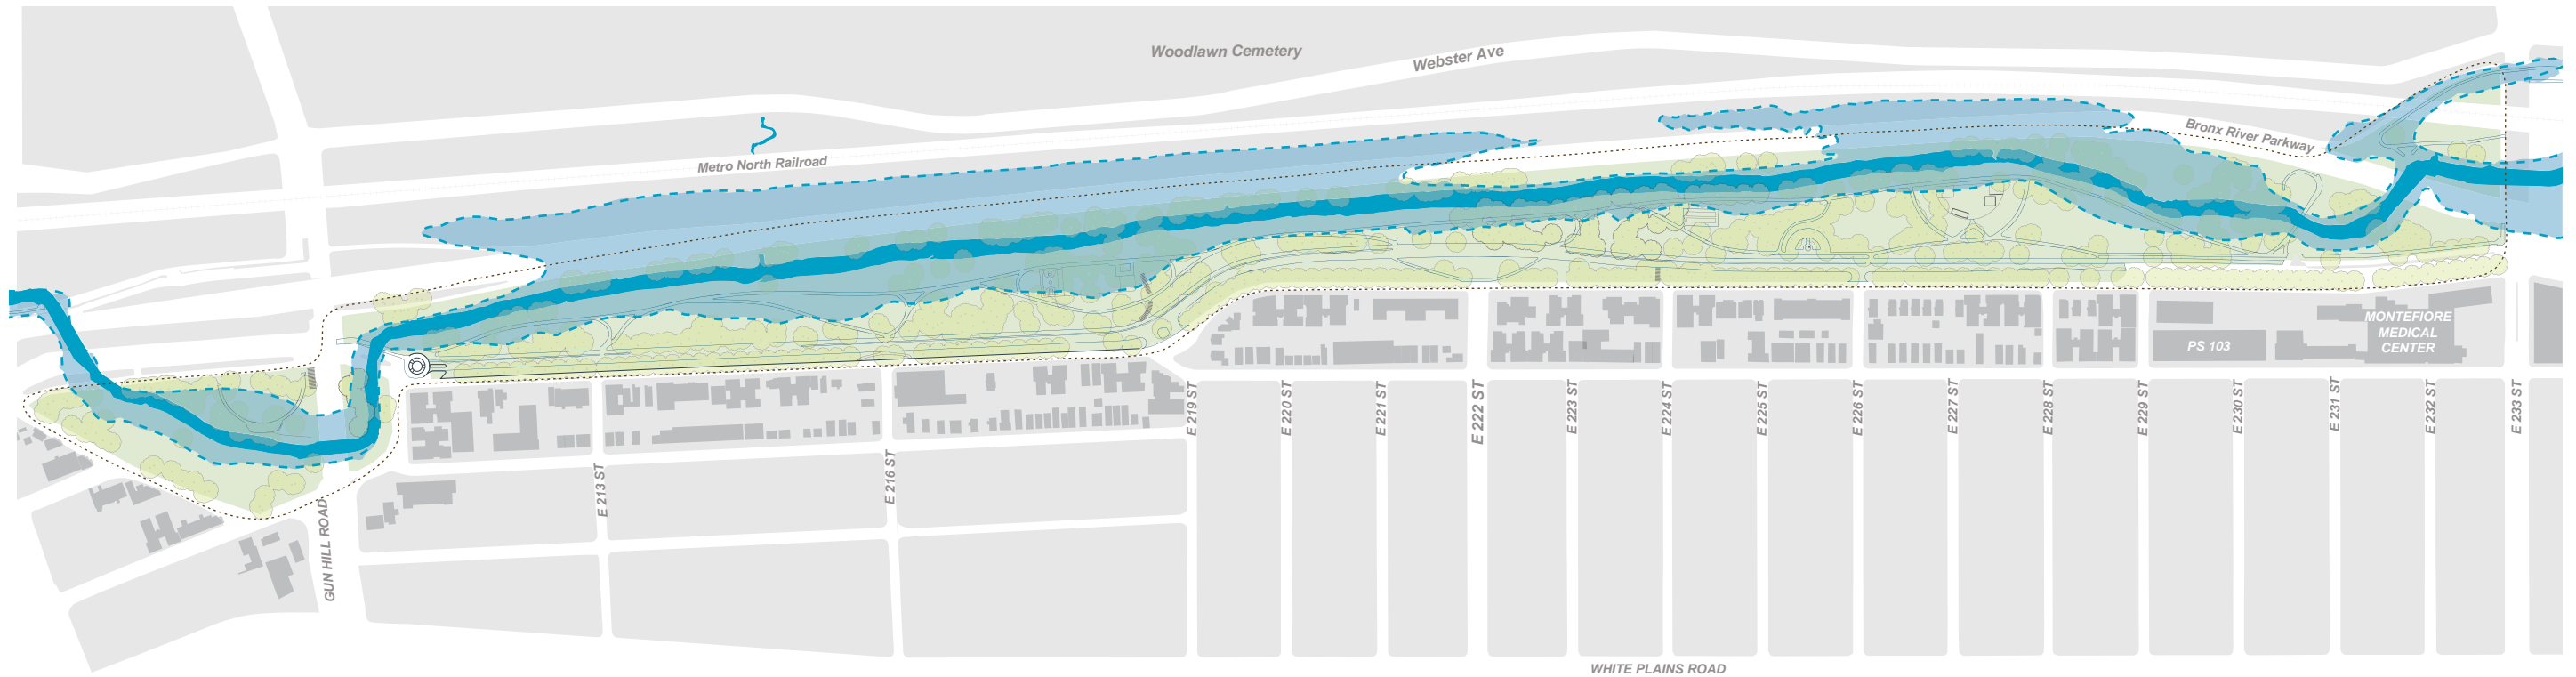 Woodlawn Cemetery
Webster Ave
Bronx River Parkway
Metro North Railroad
MONTEFIORE
MEDICAL
CENTER
PS 103
E 219 ST
E 220 ST
E 221 ST
E 222 ST
E 223 ST
E 224 ST
E 225 ST
E 226 ST
E 227 ST
E 228 ST
E 229 ST
E 230 ST
E 231 ST
E 232 ST
E 233 ST
E 216 ST
E 213 ST
GUN HILL ROAD
WHITE PLAINS ROAD